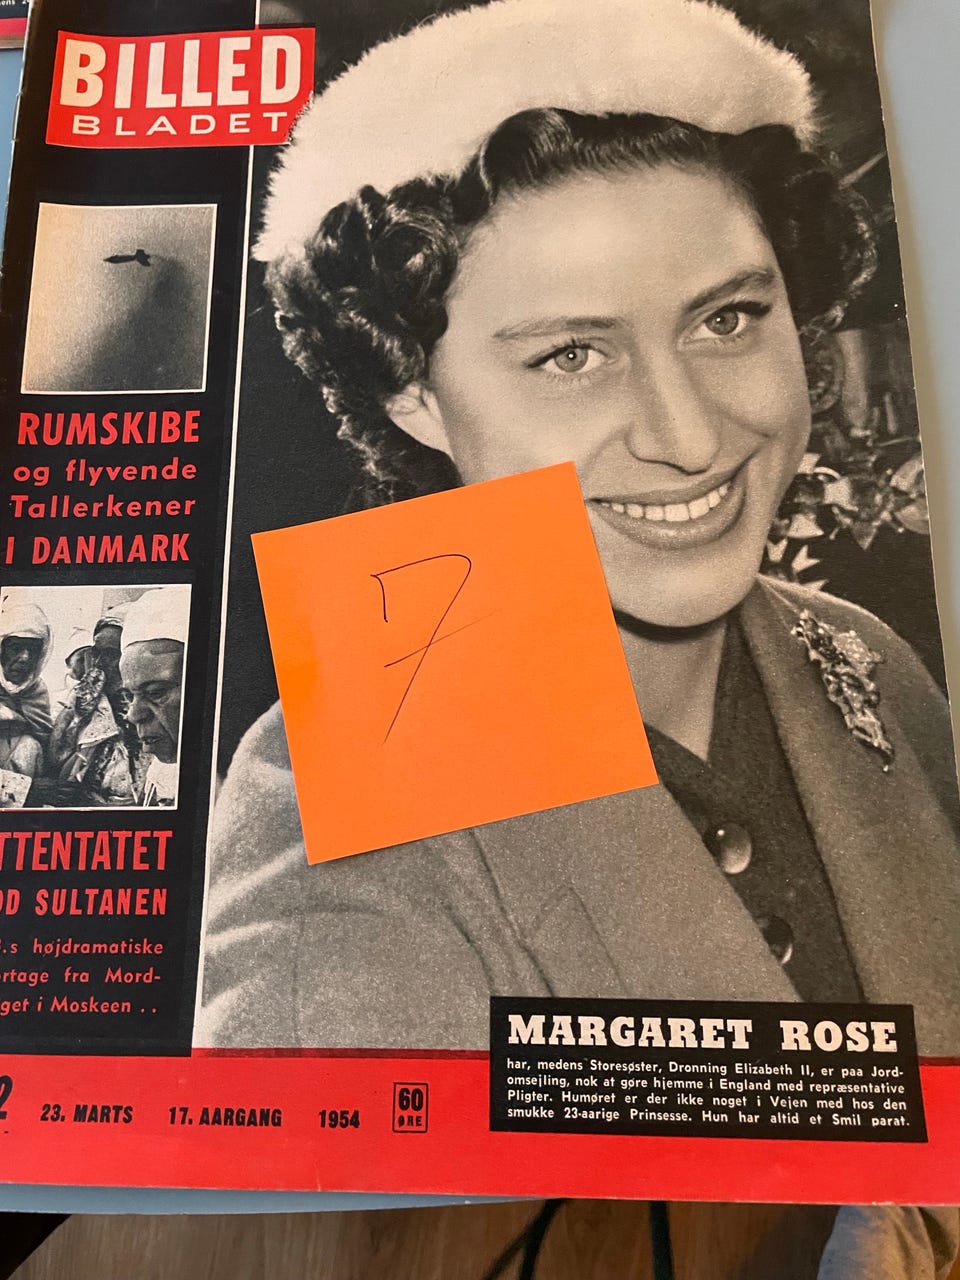 BILLED
BLADET
RUMSKIBE
og flyvende
Tallerkener
I DANMARK
TTENTATET
OD SULTANEN
.s højdramatiske
rtage fra Mord-
get i Moskeen . .
7
MARGARET ROSE
har, medens Storesøster, Dronning Elizabeth II, er paa Jord-
omsejling, nok at gøre hjemme i England med repræsentative
Pligter. Humøret er der ikke noget i Vejen med hos den
smukke 23-aarige Prinsesse. Hun har altid et Smil parat.
2 23. MARTS 17. AARGANG 1954 60 ØRE